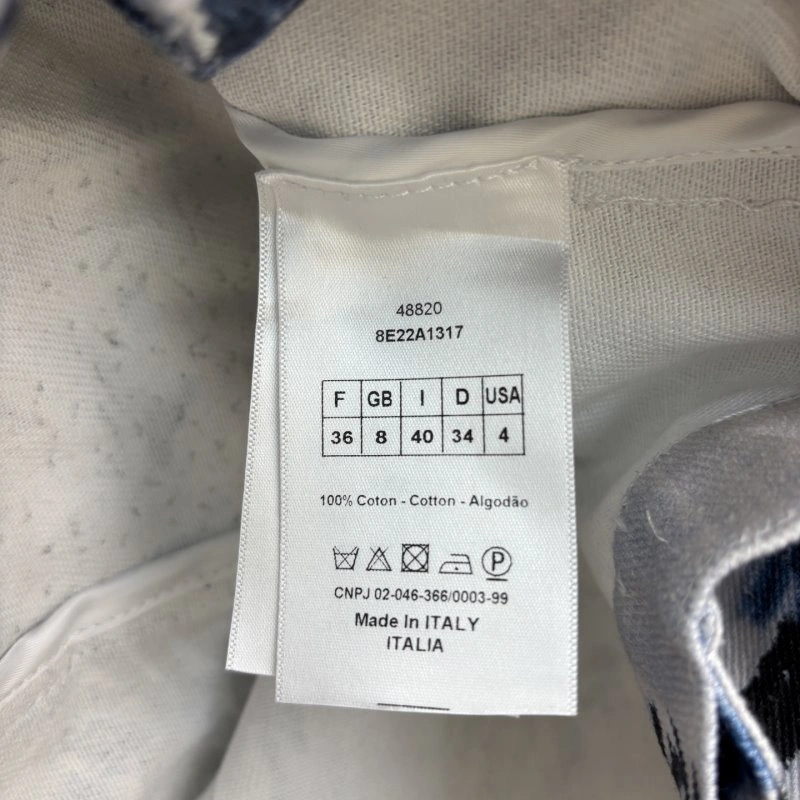 48820
8E22A1317
F GB I D USA
36 8 40 34 4
100% Coton - Cotton - Algodão
P
CNPJ 02-046-366/0003-99
Made In ITALY
ITALIA